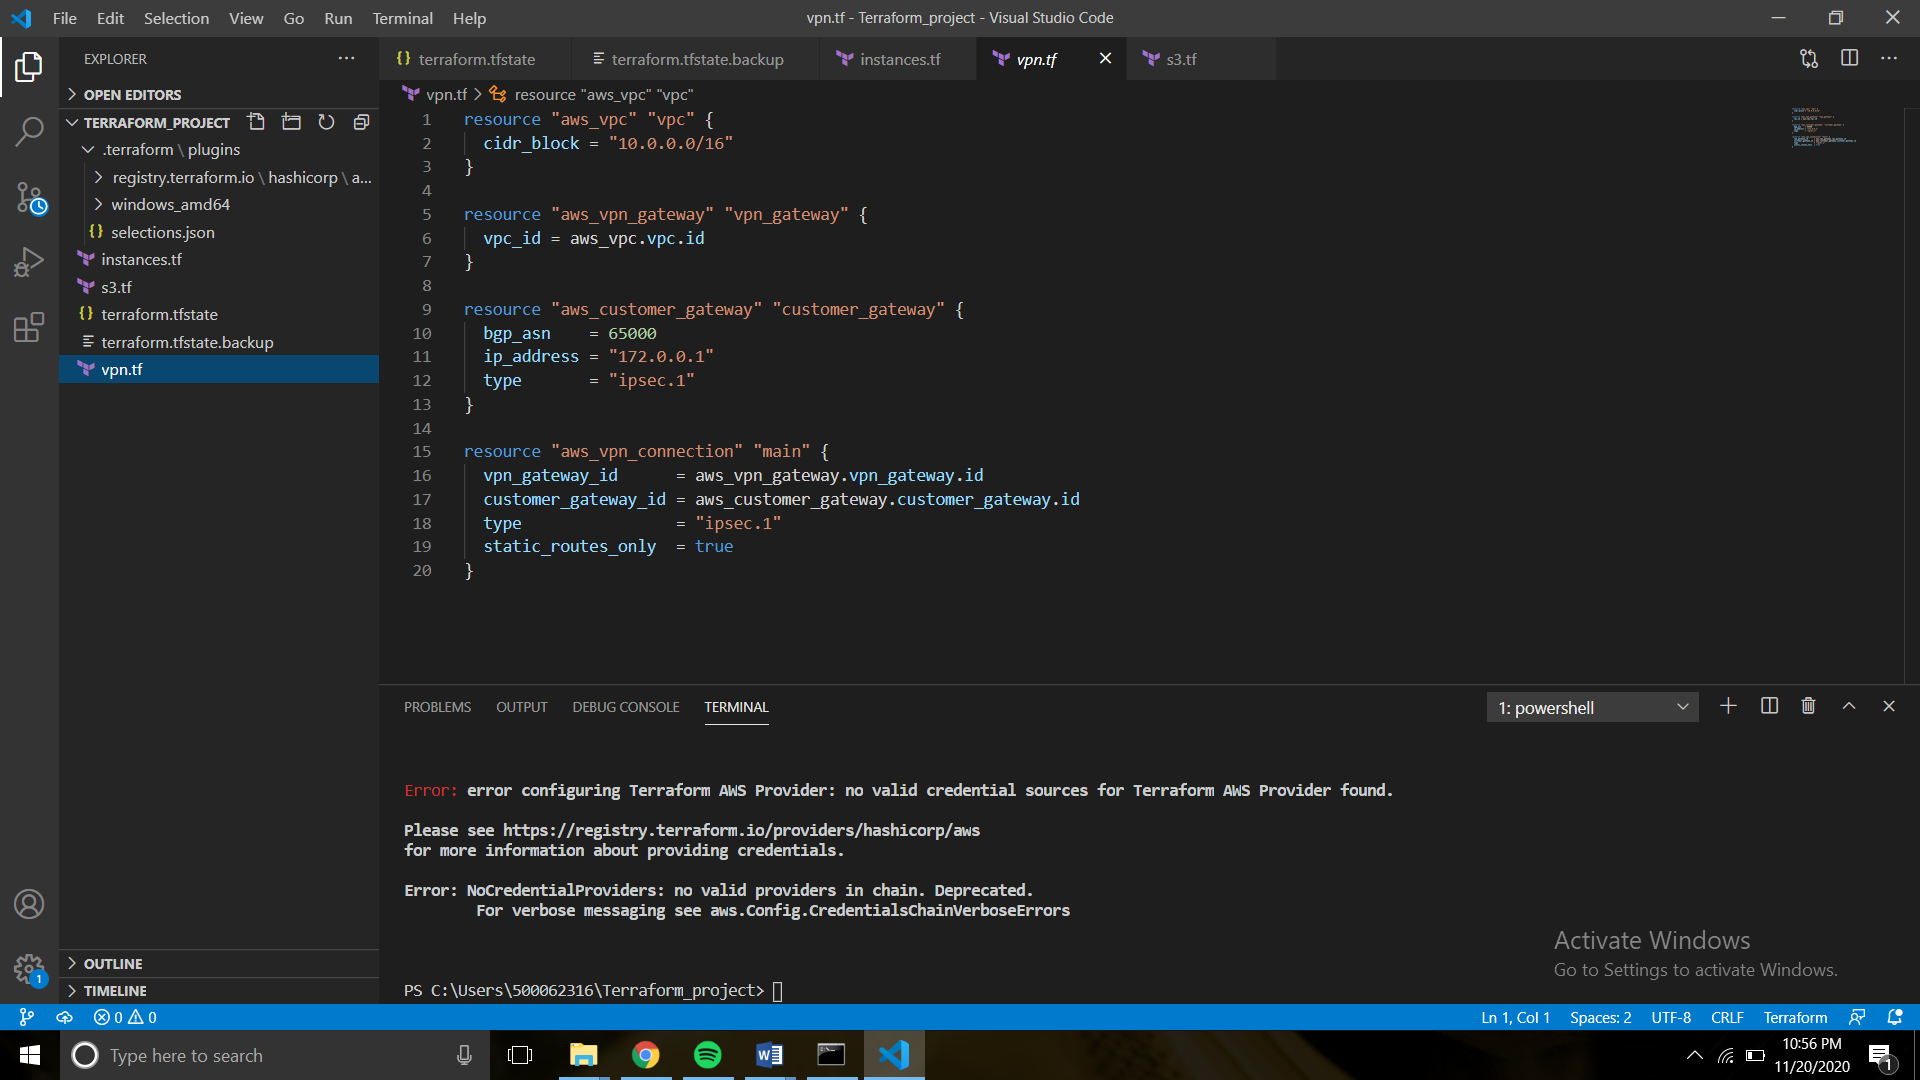 File Edit Selection View Go Run Terminal Help
vpn.tf - Terraform_project - Visual Studio Code
EXPLORER
OPEN EDITORS
TERRAFORM_PROJECT
.terraform \ plugins
registry.terraform.io \ hashicorp \ a...
windows_amd64
{} selections.json
instances.tf
s3.tf
{} terraform.tfstate
terraform.tfstate.backup
vpn.tf
OUTLINE
TIMELINE
{} terraform.tfstate
terraform.tfstate.backup
instances.tf
vpn.tf
s3.tf
vpn.tf > resource "aws_vpc" "vpc"
1 resource "aws_vpc" "vpc" {
2   cidr_block = "10.0.0.0/16"
3 }
4
5 resource "aws_vpn_gateway" "vpn_gateway" {
6   vpc_id = aws_vpc.vpc.id
7 }
8
9 resource "aws_customer_gateway" "customer_gateway" {
10   bgp_asn    = 65000
11   ip_address = "172.0.0.1"
12   type       = "ipsec.1"
13 }
14
15 resource "aws_vpn_connection" "main" {
16   vpn_gateway_id      = aws_vpn_gateway.vpn_gateway.id
17   customer_gateway_id = aws_customer_gateway.customer_gateway.id
18   type                = "ipsec.1"
19   static_routes_only  = true
20 }
PROBLEMS OUTPUT DEBUG CONSOLE TERMINAL
1: powershell
Error: error configuring Terraform AWS Provider: no valid credential sources for Terraform AWS Provider found.
Please see https://registry.terraform.io/providers/hashicorp/aws
for more information about providing credentials.
Error: NoCredentialProviders: no valid providers in chain. Deprecated.
For verbose messaging see aws.Config.CredentialsChainVerboseErrors
PS C:\Users\500062316\Terraform_project>
Activate Windows
Go to Settings to activate Windows.
1
0 0
Ln 1, Col 1 Spaces: 2 UTF-8 CRLF Terraform
Type here to search
10:56 PM
11/20/2020
1